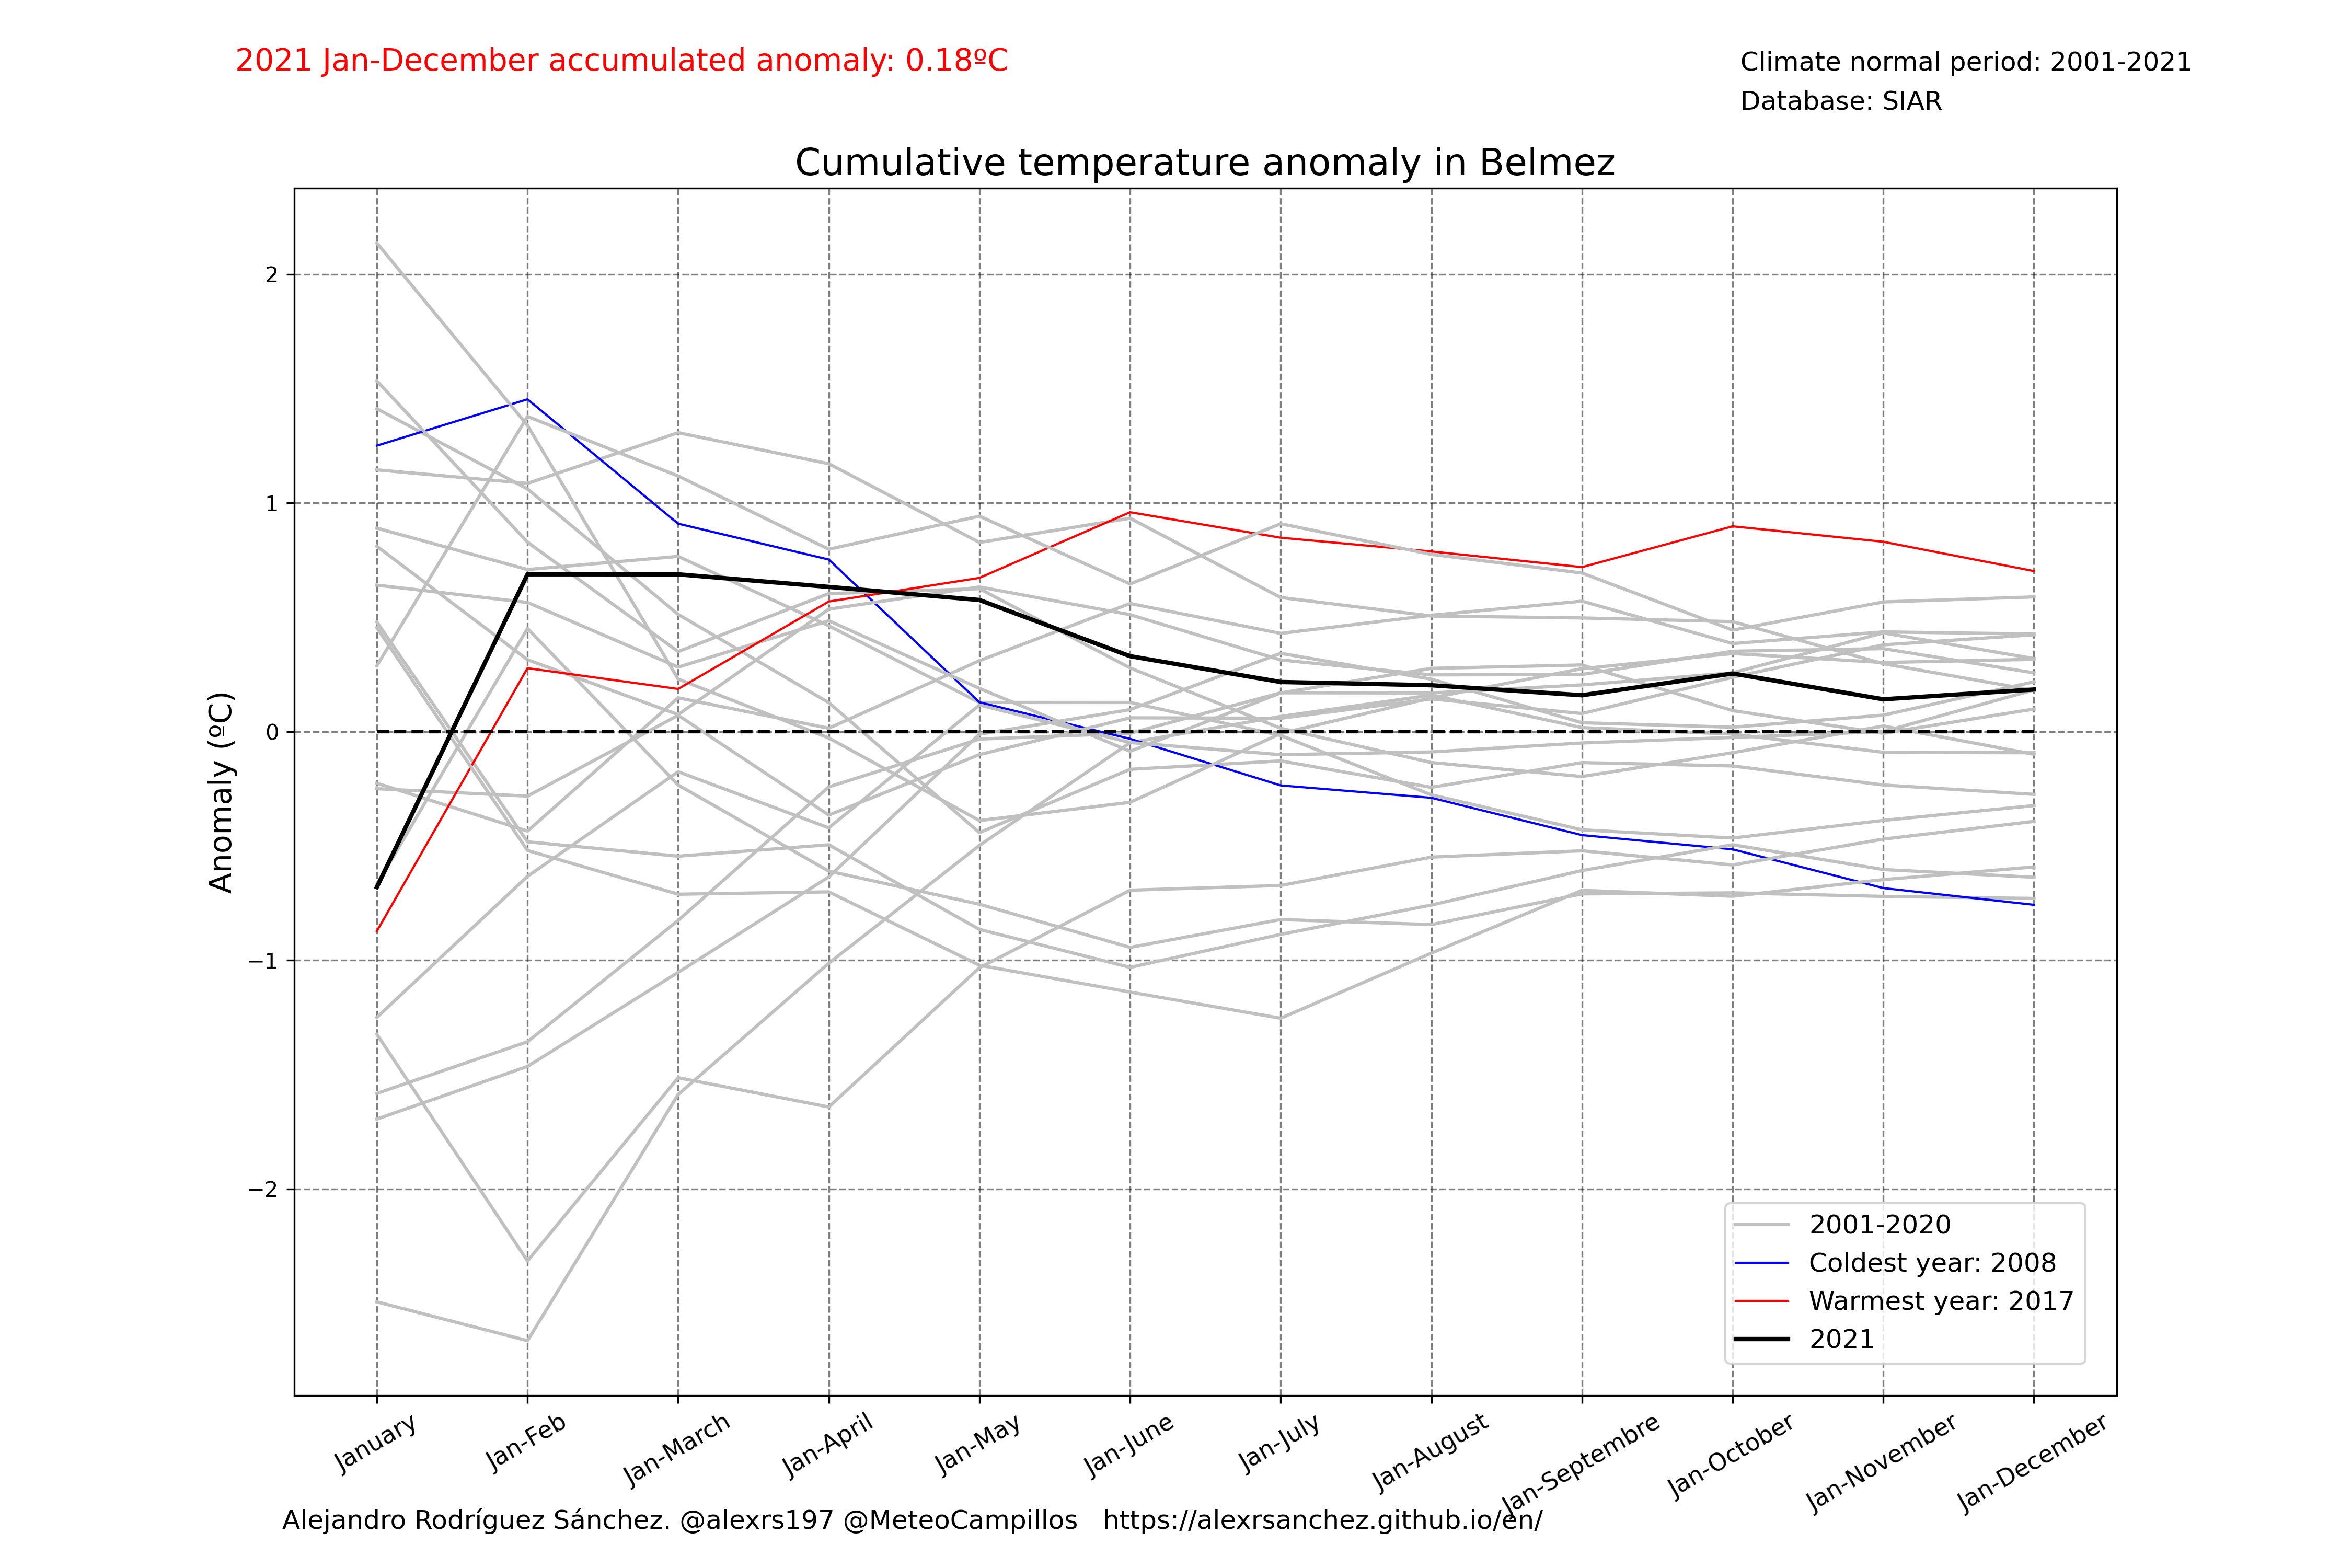 2021 Jan-December accumulated anomaly: 0.18ºC
Climate normal period: 2001-2021
Database: SIAR
Cumulative temperature anomaly in Belmez
Anomaly (ºC)
2
1
0
−1
−2
2001-2020
Coldest year: 2008
Warmest year: 2017
2021
January
Jan-Feb
Jan-March
Jan-April
Jan-May
Jan-June
Jan-July
Jan-August
Jan-Septembre
Jan-October
Jan-November
Jan-December
Alejandro Rodríguez Sánchez. @alexrs197 @MeteoCampillos https://alexrsanchez.github.io/en/